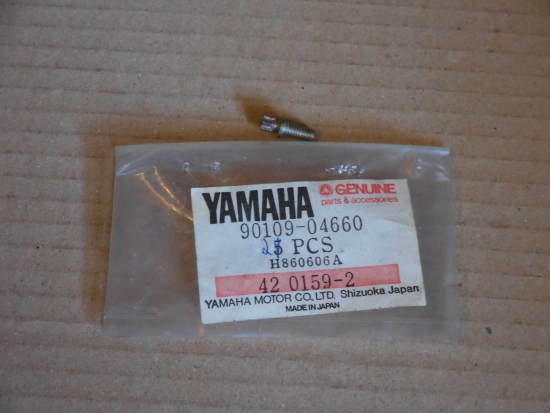 YAMAHA GENUINE
parts & accessories
90109-04660
5 PCS
H860606A
42 0159-2
YAMAHA MOTOR CO., LTD. Shizuoka Japan
MADE IN JAPAN